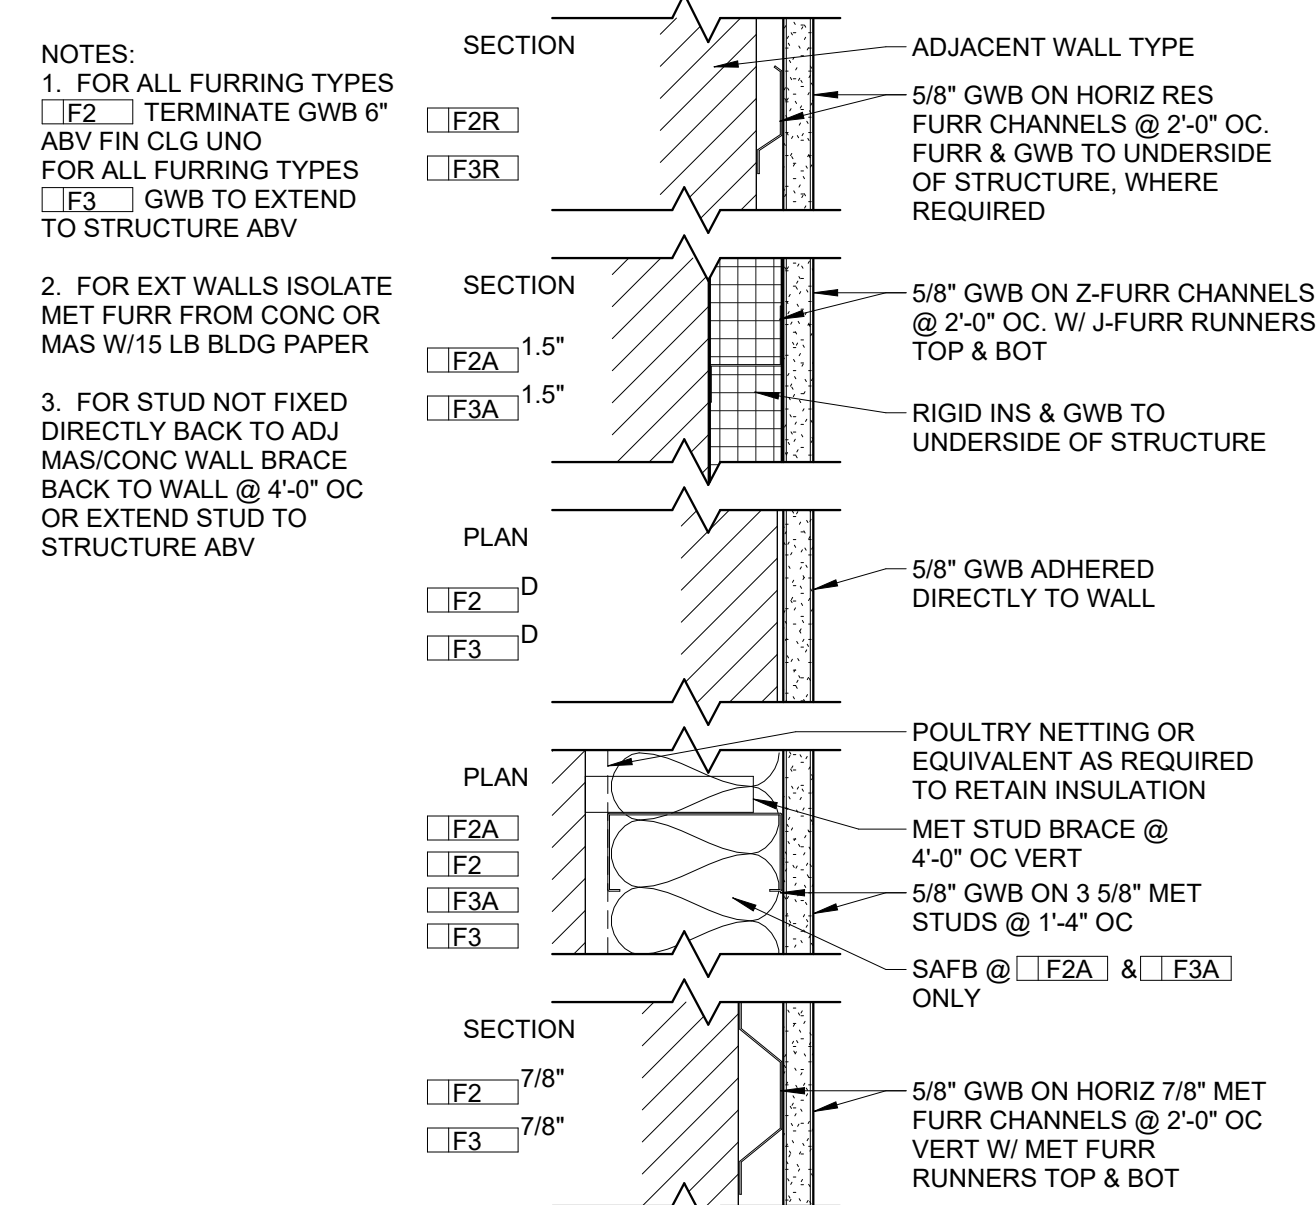 NOTES:
1. FOR ALL FURRING TYPES
F2 TERMINATE GWB 6"
ABV FIN CLG UNO
FOR ALL FURRING TYPES
F3 GWB TO EXTEND
TO STRUCTURE ABV
2. FOR EXT WALLS ISOLATE
MET FURR FROM CONC OR
MAS W/15 LB BLDG PAPER
3. FOR STUD NOT FIXED
DIRECTLY BACK TO ADJ
MAS/CONC WALL BRACE
BACK TO WALL @ 4'-0" OC
OR EXTEND STUD TO
STRUCTURE ABV
SECTION
F2R
F3R
ADJACENT WALL TYPE
5/8" GWB ON HORIZ RES
FURR CHANNELS @ 2'-0" OC.
FURR & GWB TO UNDERSIDE
OF STRUCTURE, WHERE
REQUIRED
SECTION
F2A 1.5"
F3A 1.5"
5/8" GWB ON Z-FURR CHANNELS
@ 2'-0" OC. W/ J-FURR RUNNERS
TOP & BOT
RIGID INS & GWB TO
UNDERSIDE OF STRUCTURE
PLAN
F2 D
F3 D
5/8" GWB ADHERED
DIRECTLY TO WALL
PLAN
F2A
F2
F3A
F3
POULTRY NETTING OR
EQUIVALENT AS REQUIRED
TO RETAIN INSULATION
MET STUD BRACE @
4'-0" OC VERT
5/8" GWB ON 3 5/8" MET
STUDS @ 1'-4" OC
SAFB @ F2A & F3A
ONLY
SECTION
F2 7/8"
F3 7/8"
5/8" GWB ON HORIZ 7/8" MET
FURR CHANNELS @ 2'-0" OC
VERT W/ MET FURR
RUNNERS TOP & BOT